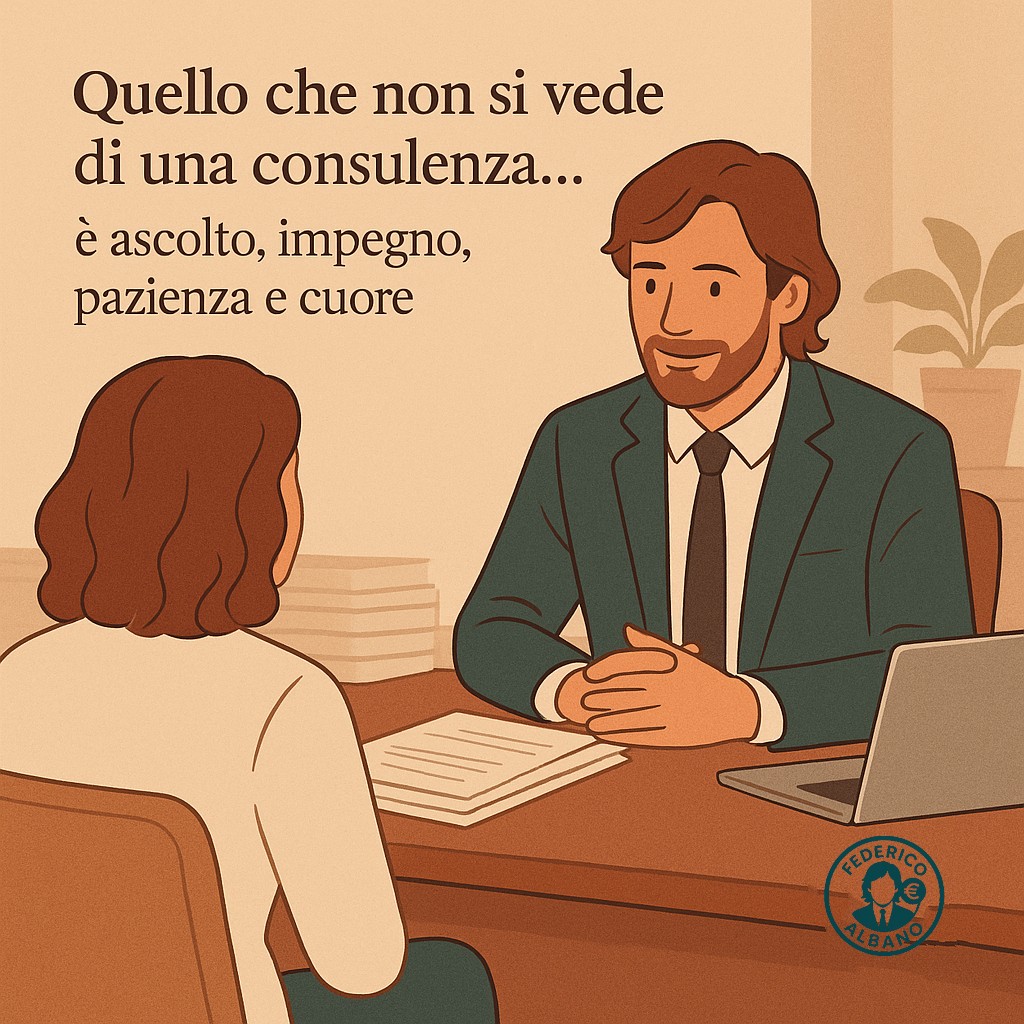 Quello che non si vede
di una consulenza...
è ascolto, impegno,
pazienza e cuore
FEDERICO
€
ALBANO